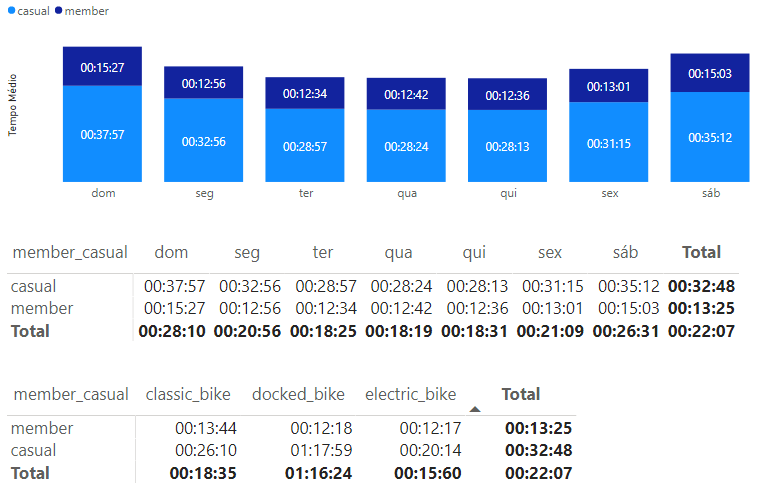 casual member
Tempo Médio
00:15:27 00:12:56 00:12:34 00:12:42 00:12:36 00:13:01 00:15:03
00:37:57 00:32:56 00:28:57 00:28:24 00:28:13 00:31:15 00:35:12
dom seg ter qua qui sex sáb
member_casual dom seg ter qua qui sex sáb Total
casual 00:37:57 00:32:56 00:28:57 00:28:24 00:28:13 00:31:15 00:35:12 00:32:48
member 00:15:27 00:12:56 00:12:34 00:12:42 00:12:36 00:13:01 00:15:03 00:13:25
Total 00:28:10 00:20:56 00:18:25 00:18:19 00:18:31 00:21:09 00:26:31 00:22:07
member_casual classic_bike docked_bike electric_bike Total
member 00:13:44 00:12:18 00:12:17 00:13:25
casual 00:26:10 01:17:59 00:20:14 00:32:48
Total 00:18:35 01:16:24 00:15:60 00:22:07